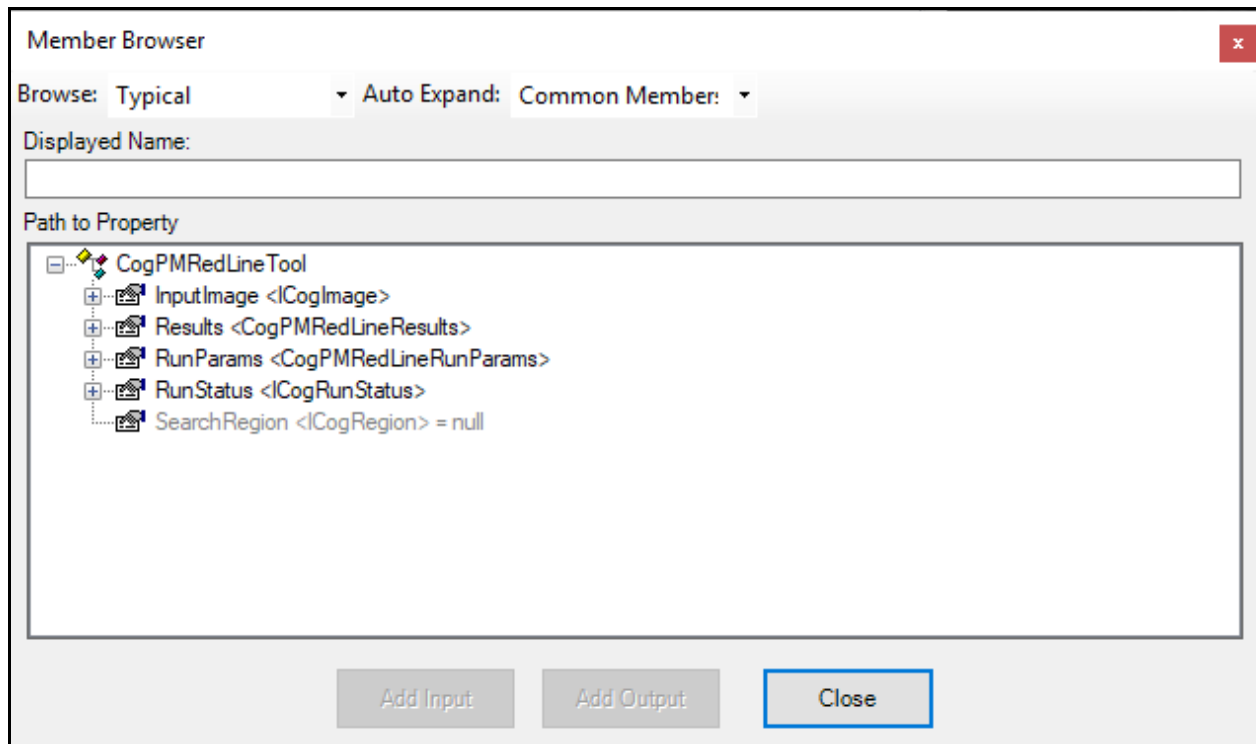 Member Browser
x
Browse: Typical Auto Expand: Common Member:
Displayed Name:
Path to Property
CogPMRedLineTool
InputImage <ICogImage>
Results <CogPMRedLineResults>
RunParams <CogPMRedLineRunParams>
RunStatus <ICogRunStatus>
SearchRegion <ICogRegion> = null
Add Input Add Output Close